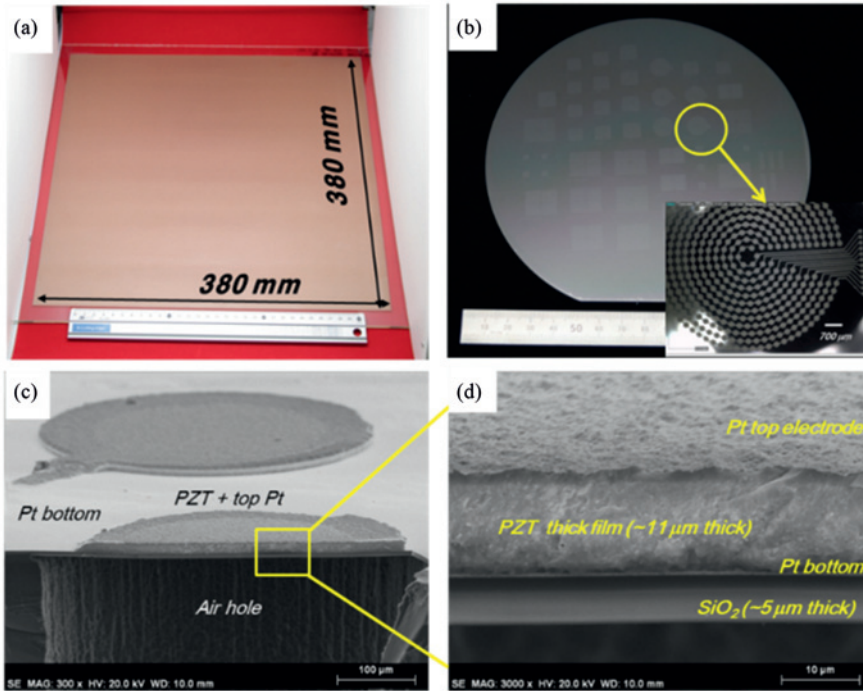 (a)
380 mm
380 mm
(b)
50
700 µm
(c)
Pt bottom
PZT + top Pt
Air hole
SE MAG: 300 x HV: 20.0 kV WD: 10.0 mm
100 µm
(d)
Pt top electrode
PZT thick film (~11 µm thick)
Pt bottom
SiO₂ (~5 µm thick)
SE MAG: 3000 x HV: 20.0 kV WD: 10.0 mm
10 µm